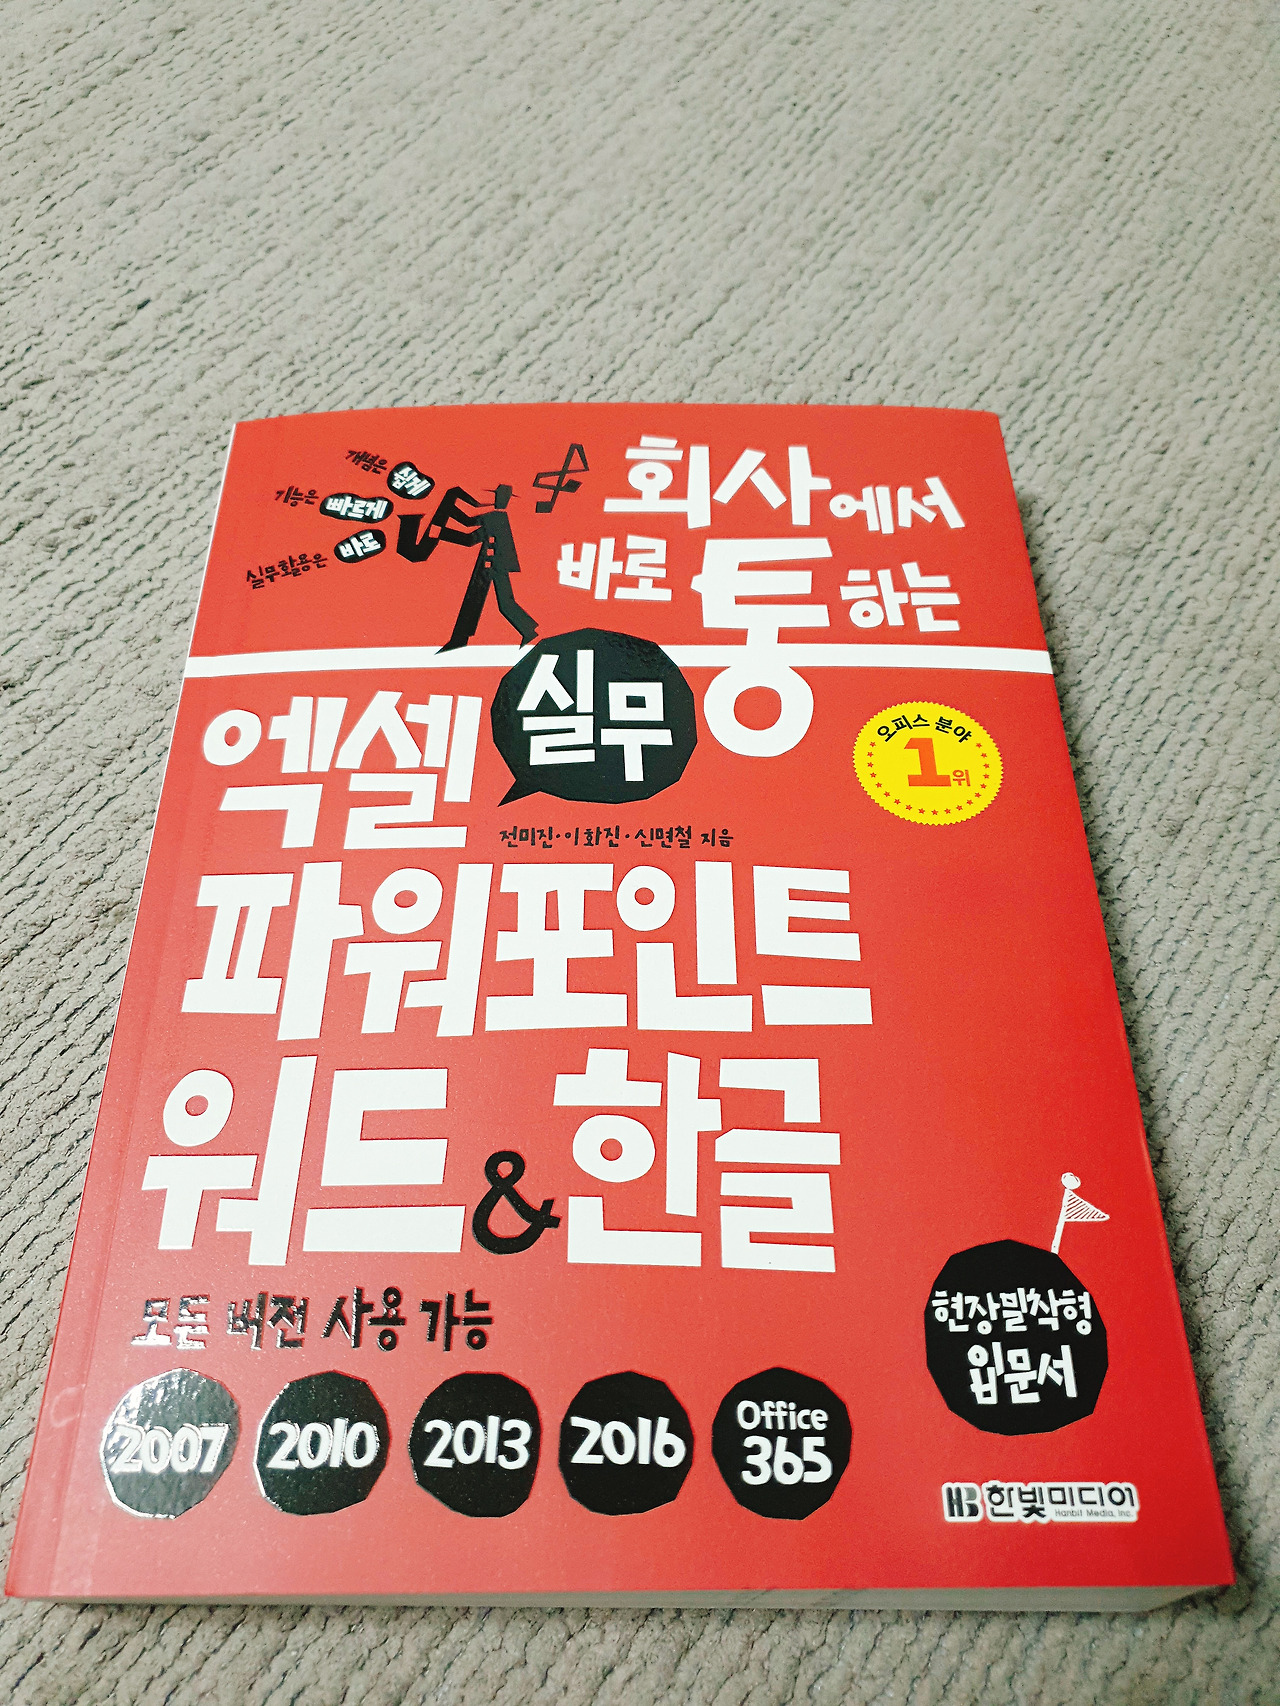 개념은 쉽게
기능은 빠르게
실무활용은 바로
회사에서
바로 통하는
실무
엑셀
오피스 분야
1위
전미진·이화진·신면철 지음
파워포인트
워드&한글
모든 버전 사용 가능
2007 2010 2013 2016 Office 365
현장밀착형
입문서
HB 한빛미디어
Hanbit Media, Inc.